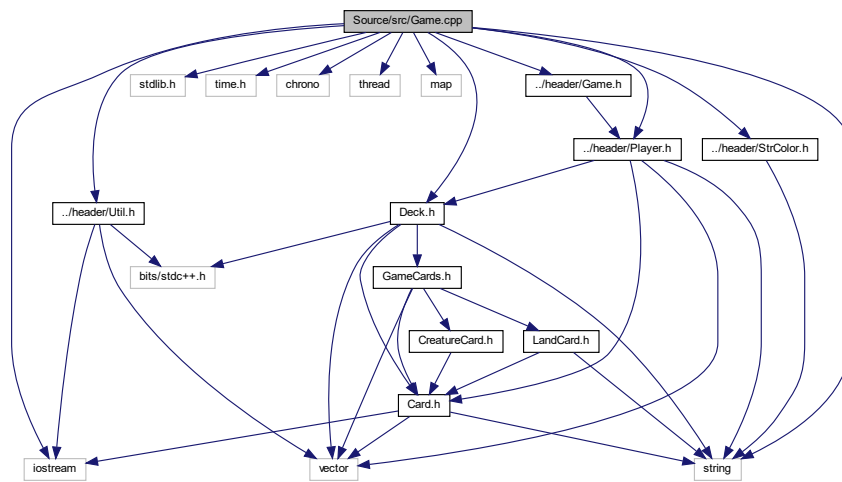 Source/src/Game.cpp
stdlib.h
time.h
chrono
thread
map
../header/Game.h
../header/Player.h
../header/StrColor.h
../header/Util.h
Deck.h
bits/stdc++.h
GameCards.h
CreatureCard.h
LandCard.h
Card.h
iostream
vector
string